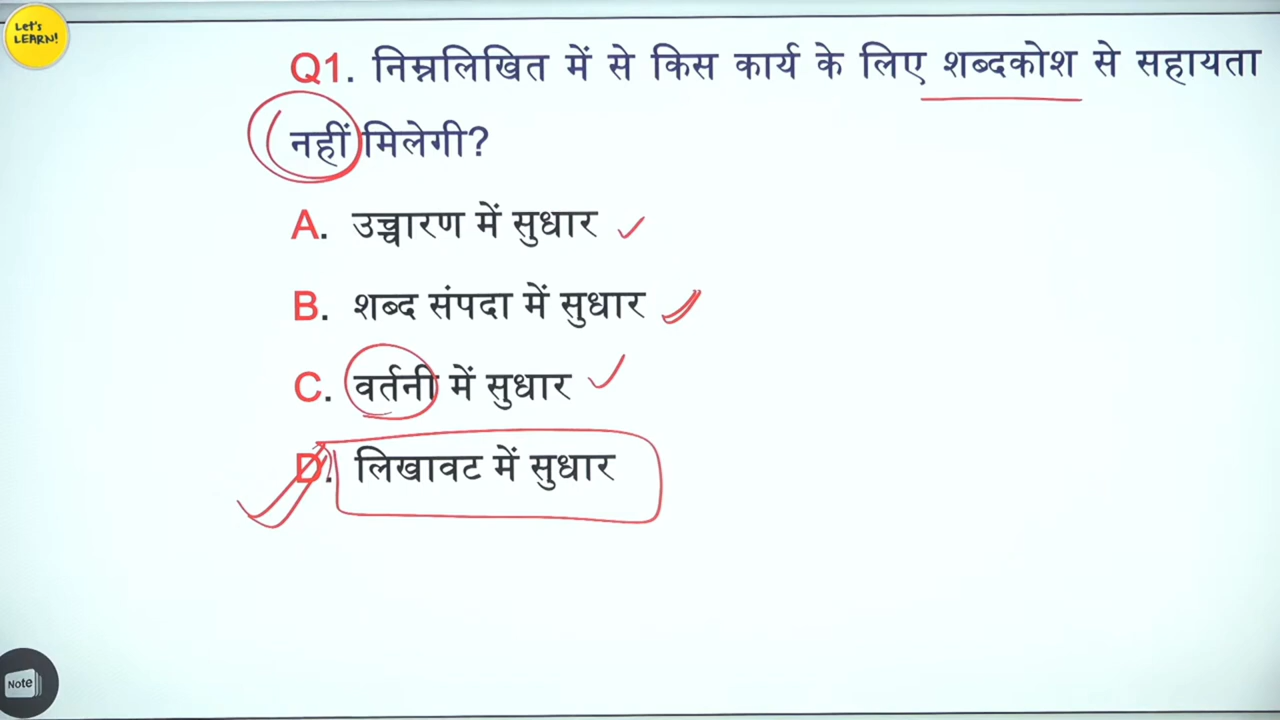 Let's
LEARN!
Q1. निम्नलिखित में से किस कार्य के लिए शब्दकोश से सहायता
नहीं मिलेगी?
A. उच्चारण में सुधार
B. शब्द संपदा में सुधार
C. वर्तनी में सुधार
D. लिखावट में सुधार
Note